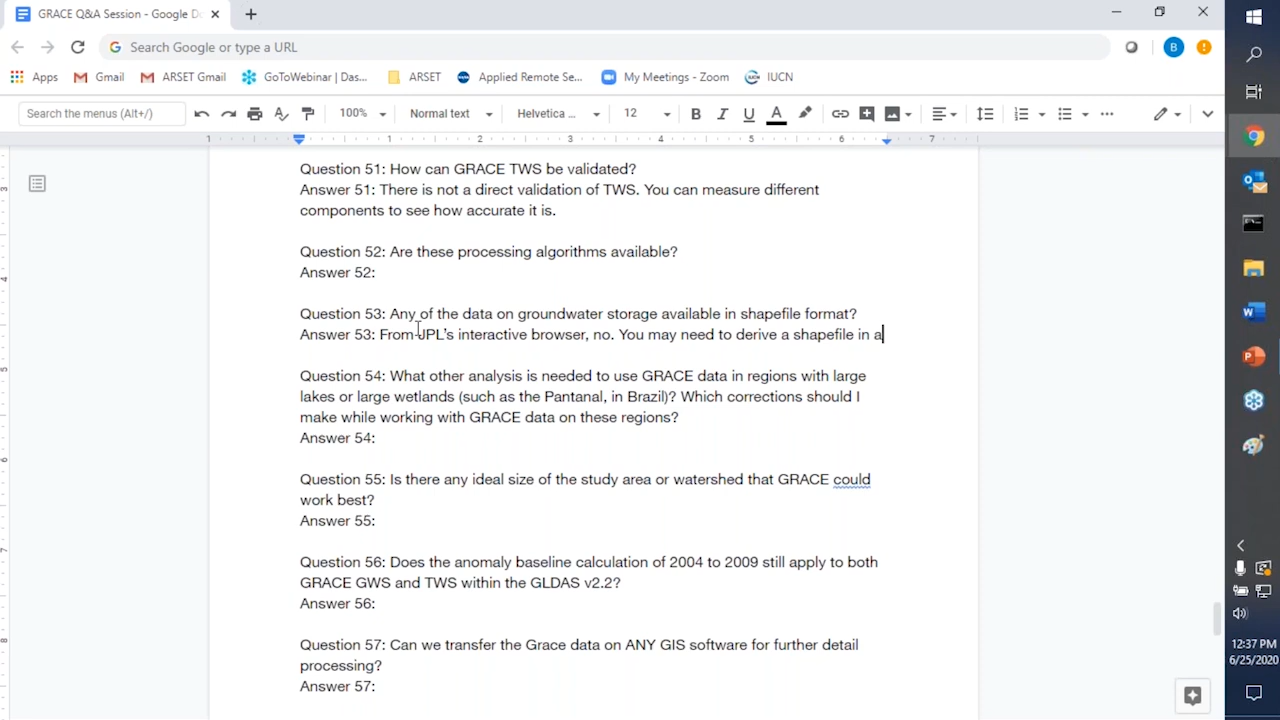 GRACE Q&A Session - Google Do
Search Google or type a URL
B
Apps
Gmail
ARSET Gmail
GoToWebinar | Das...
ARSET
Applied Remote Se...
My Meetings - Zoom
IUCN
Search the menus (Alt+/)
100%
Normal text
Helvetica ...
12
B
I
U
A
1 1 2 3 4 5 6 7
Question 51: How can GRACE TWS be validated?
Answer 51: There is not a direct validation of TWS. You can measure different
components to see how accurate it is.
Question 52: Are these processing algorithms available?
Answer 52:
Question 53: Any of the data on groundwater storage available in shapefile format?
Answer 53: From JPL's interactive browser, no. You may need to derive a shapefile in a
Question 54: What other analysis is needed to use GRACE data in regions with large
lakes or large wetlands (such as the Pantanal, in Brazil)? Which corrections should I
make while working with GRACE data on these regions?
Answer 54:
Question 55: Is there any ideal size of the study area or watershed that GRACE could
work best?
Answer 55:
Question 56: Does the anomaly baseline calculation of 2004 to 2009 still apply to both
GRACE GWS and TWS within the GLDAS v2.2?
Answer 56:
Question 57: Can we transfer the Grace data on ANY GIS software for further detail
processing?
Answer 57:
12:37 PM
6/25/2020